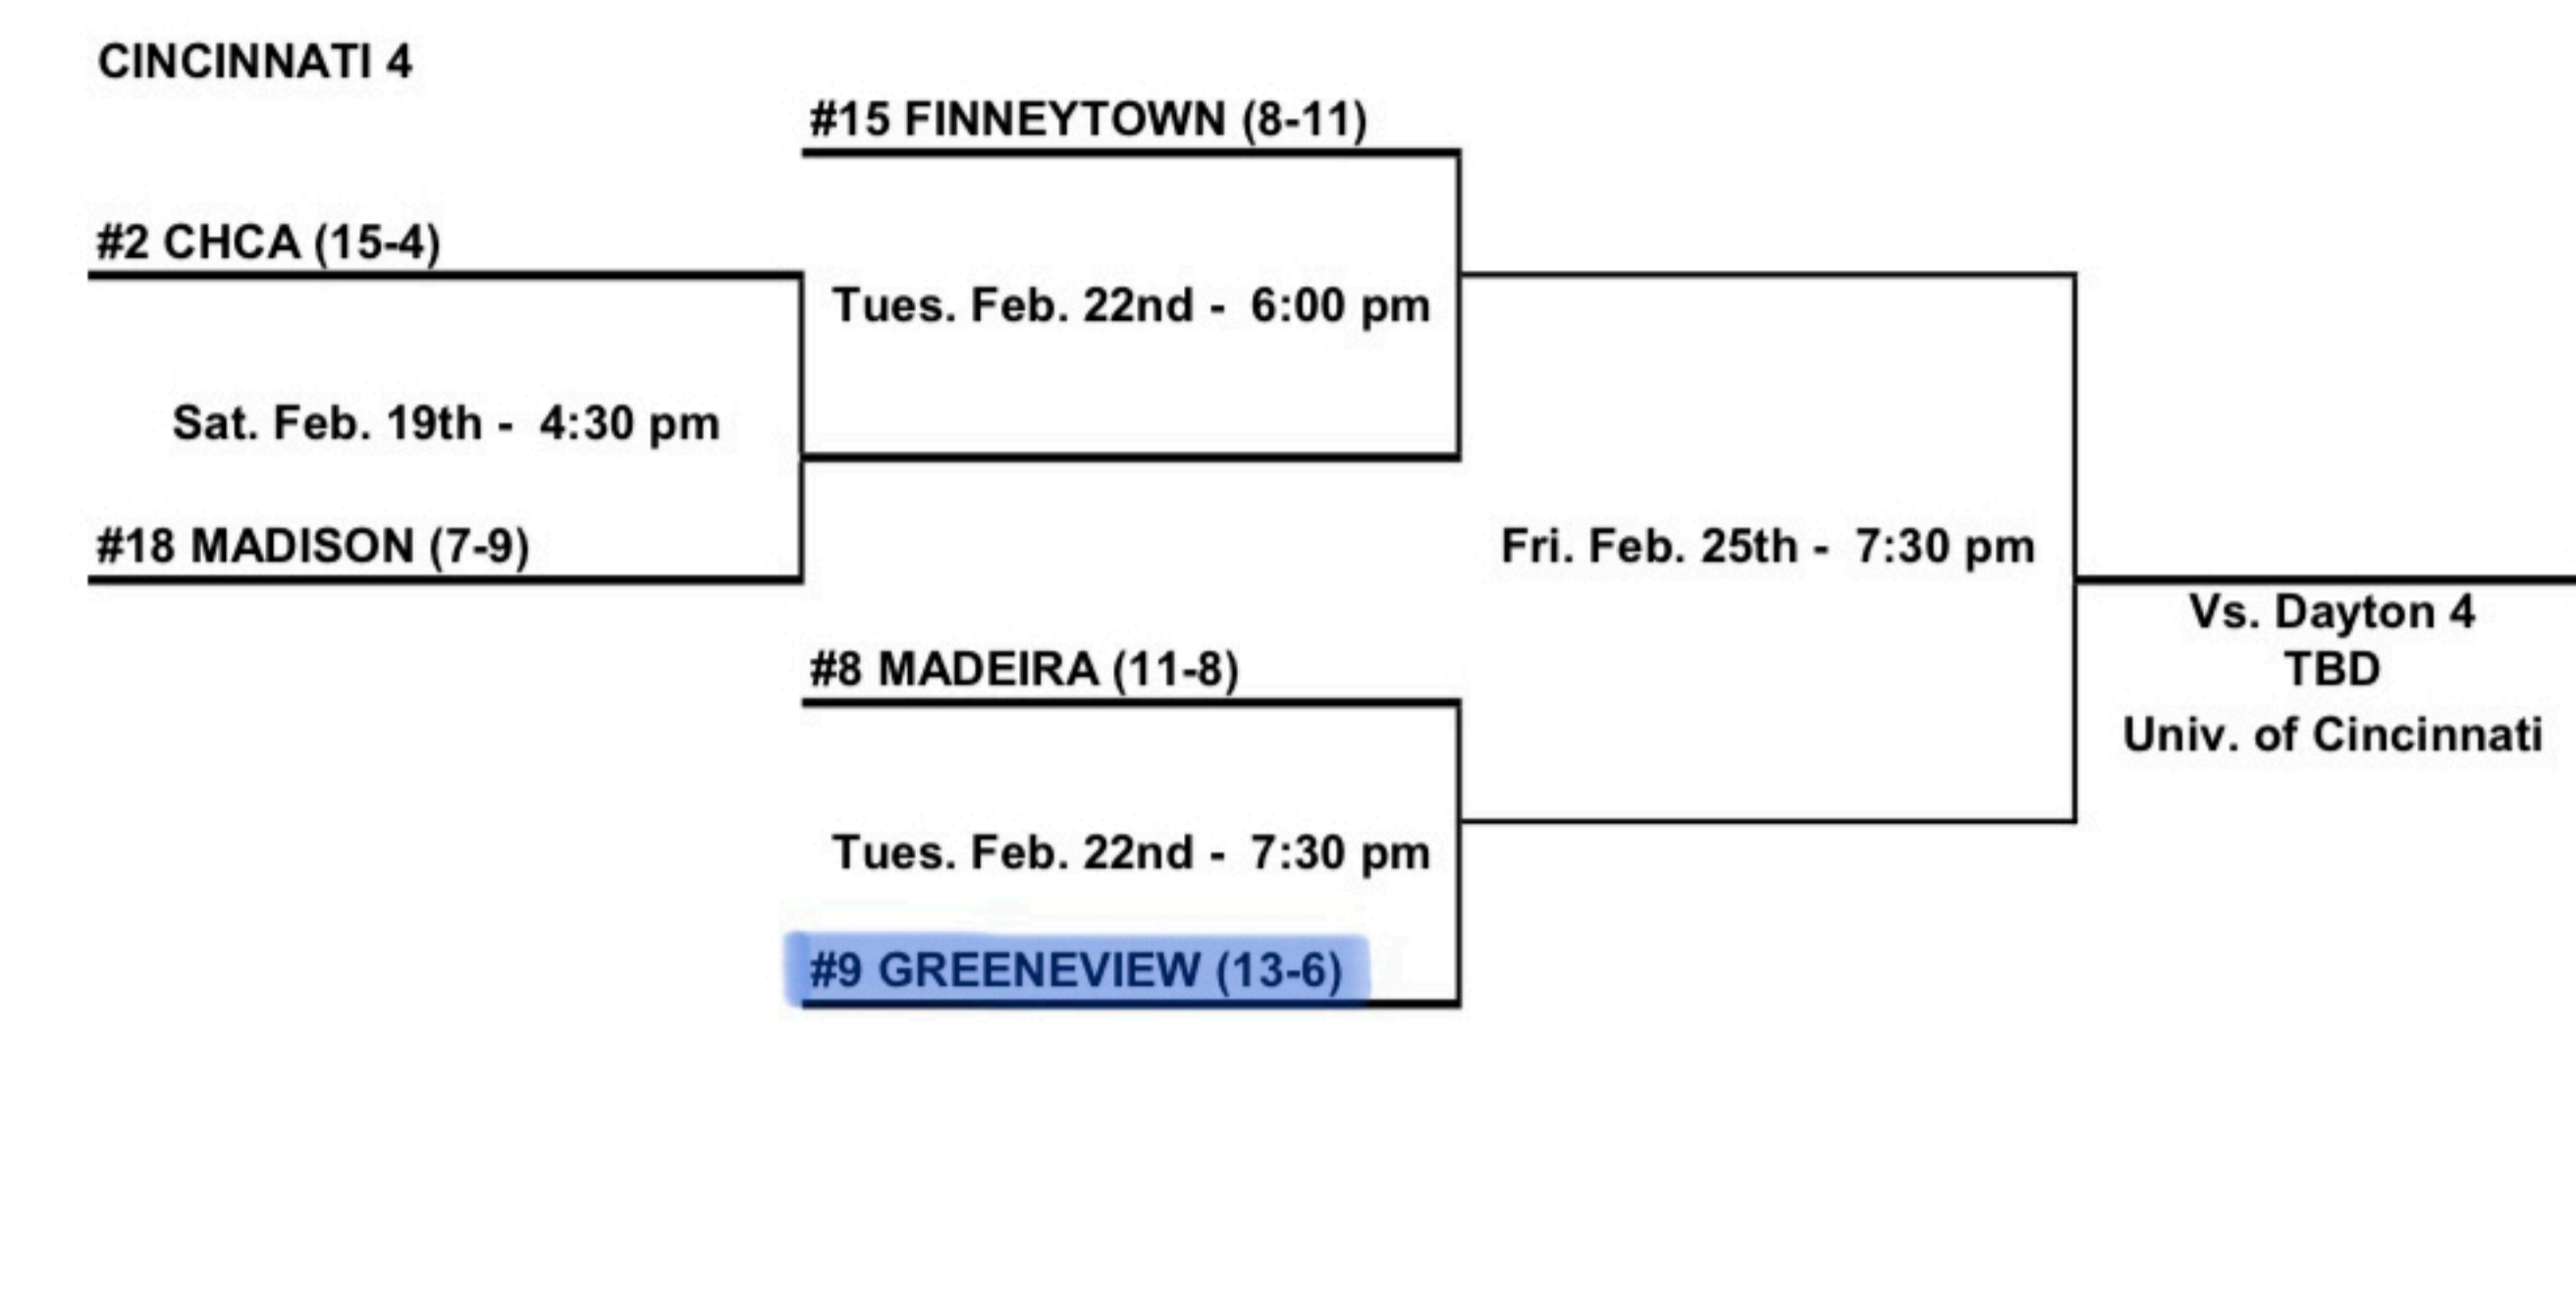 CINCINNATI 4
#15 FINNEYTOWN (8-11)
#2 CHCA (15-4)
Tues. Feb. 22nd - 6:00 pm
Sat. Feb. 19th - 4:30 pm
#18 MADISON (7-9)
Fri. Feb. 25th - 7:30 pm
Vs. Dayton 4
TBD
Univ. of Cincinnati
#8 MADEIRA (11-8)
Tues. Feb. 22nd - 7:30 pm
#9 GREENEVIEW (13-6)